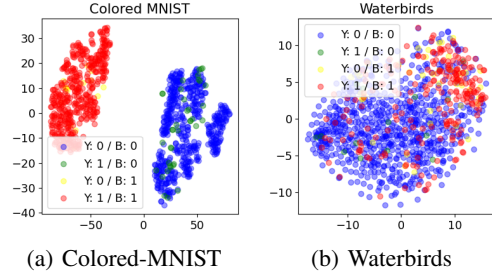 Colored MNIST
30
20
10
0
−10
−20
−30
−40
Y: 0 / B: 0
Y: 1 / B: 0
Y: 0 / B: 1
Y: 1 / B: 1
−50
0
50
(a) Colored-MNIST
Waterbirds
10
5
0
−5
−10
Y: 0 / B: 0
Y: 1 / B: 0
Y: 0 / B: 1
Y: 1 / B: 1
−10
0
10
(b) Waterbirds